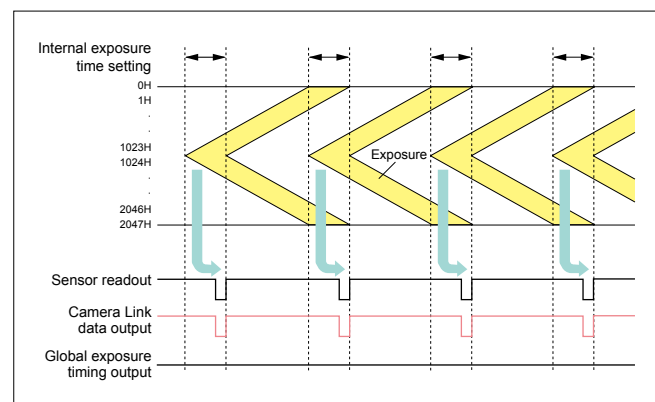 Internal exposure
time setting
0H
1H
.
.
1023H
1024H
.
.
2046H
2047H
Exposure
Sensor readout
Camera Link
data output
Global exposure
timing output